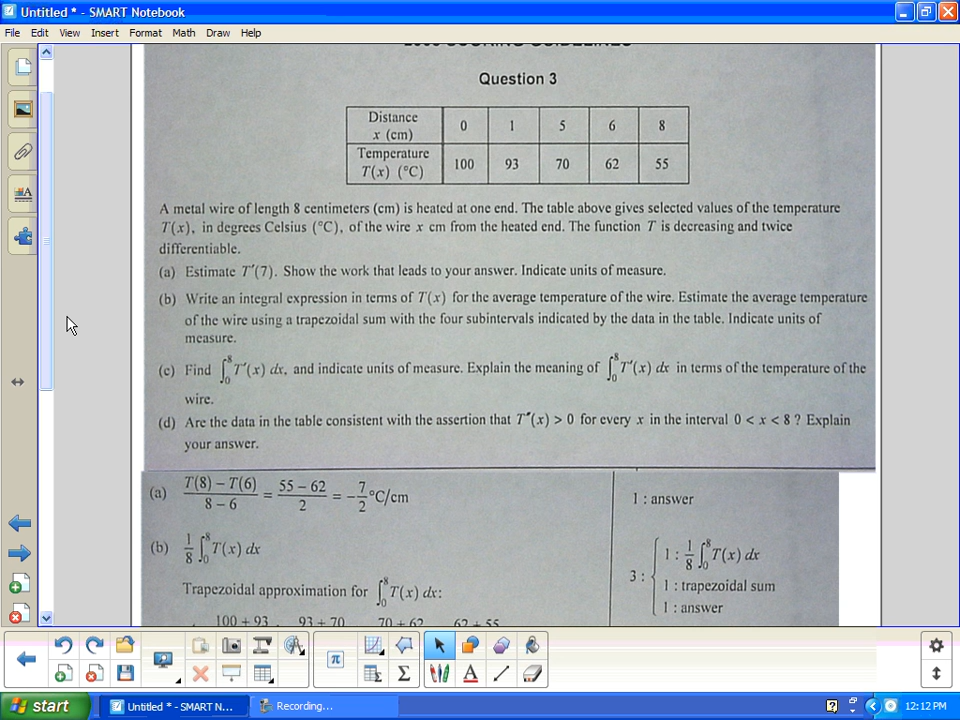 Untitled * - SMART Notebook
File Edit View Insert Format Math Draw Help
Question 3
Distance x (cm) 0 1 5 6 8
Temperature T(x) (°C) 100 93 70 62 55
A metal wire of length 8 centimeters (cm) is heated at one end. The table above gives selected values of the temperature
T(x), in degrees Celsius (°C), of the wire x cm from the heated end. The function T is decreasing and twice
differentiable.
(a) Estimate T′(7). Show the work that leads to your answer. Indicate units of measure.
(b) Write an integral expression in terms of T(x) for the average temperature of the wire. Estimate the average temperature
of the wire using a trapezoidal sum with the four subintervals indicated by the data in the table. Indicate units of
measure.
(c) Find ∫₀⁸ T′(x) dx, and indicate units of measure. Explain the meaning of ∫₀⁸ T′(x) dx in terms of the temperature of the
wire.
(d) Are the data in the table consistent with the assertion that T″(x) > 0 for every x in the interval 0 < x < 8 ? Explain
your answer.
(a) T(8) − T(6) / 8 − 6 = 55 − 62 / 2 = −7/2 °C/cm
1 : answer
(b) 1/8 ∫₀⁸ T(x) dx
Trapezoidal approximation for ∫₀⁸ T(x) dx:
100 + 93 93 + 70 70 + 62 62 + 55
3 : { 1 : 1/8 ∫₀⁸ T(x) dx
1 : trapezoidal sum
1 : answer
start
Untitled * - SMART N...
Recording...
12:12 PM